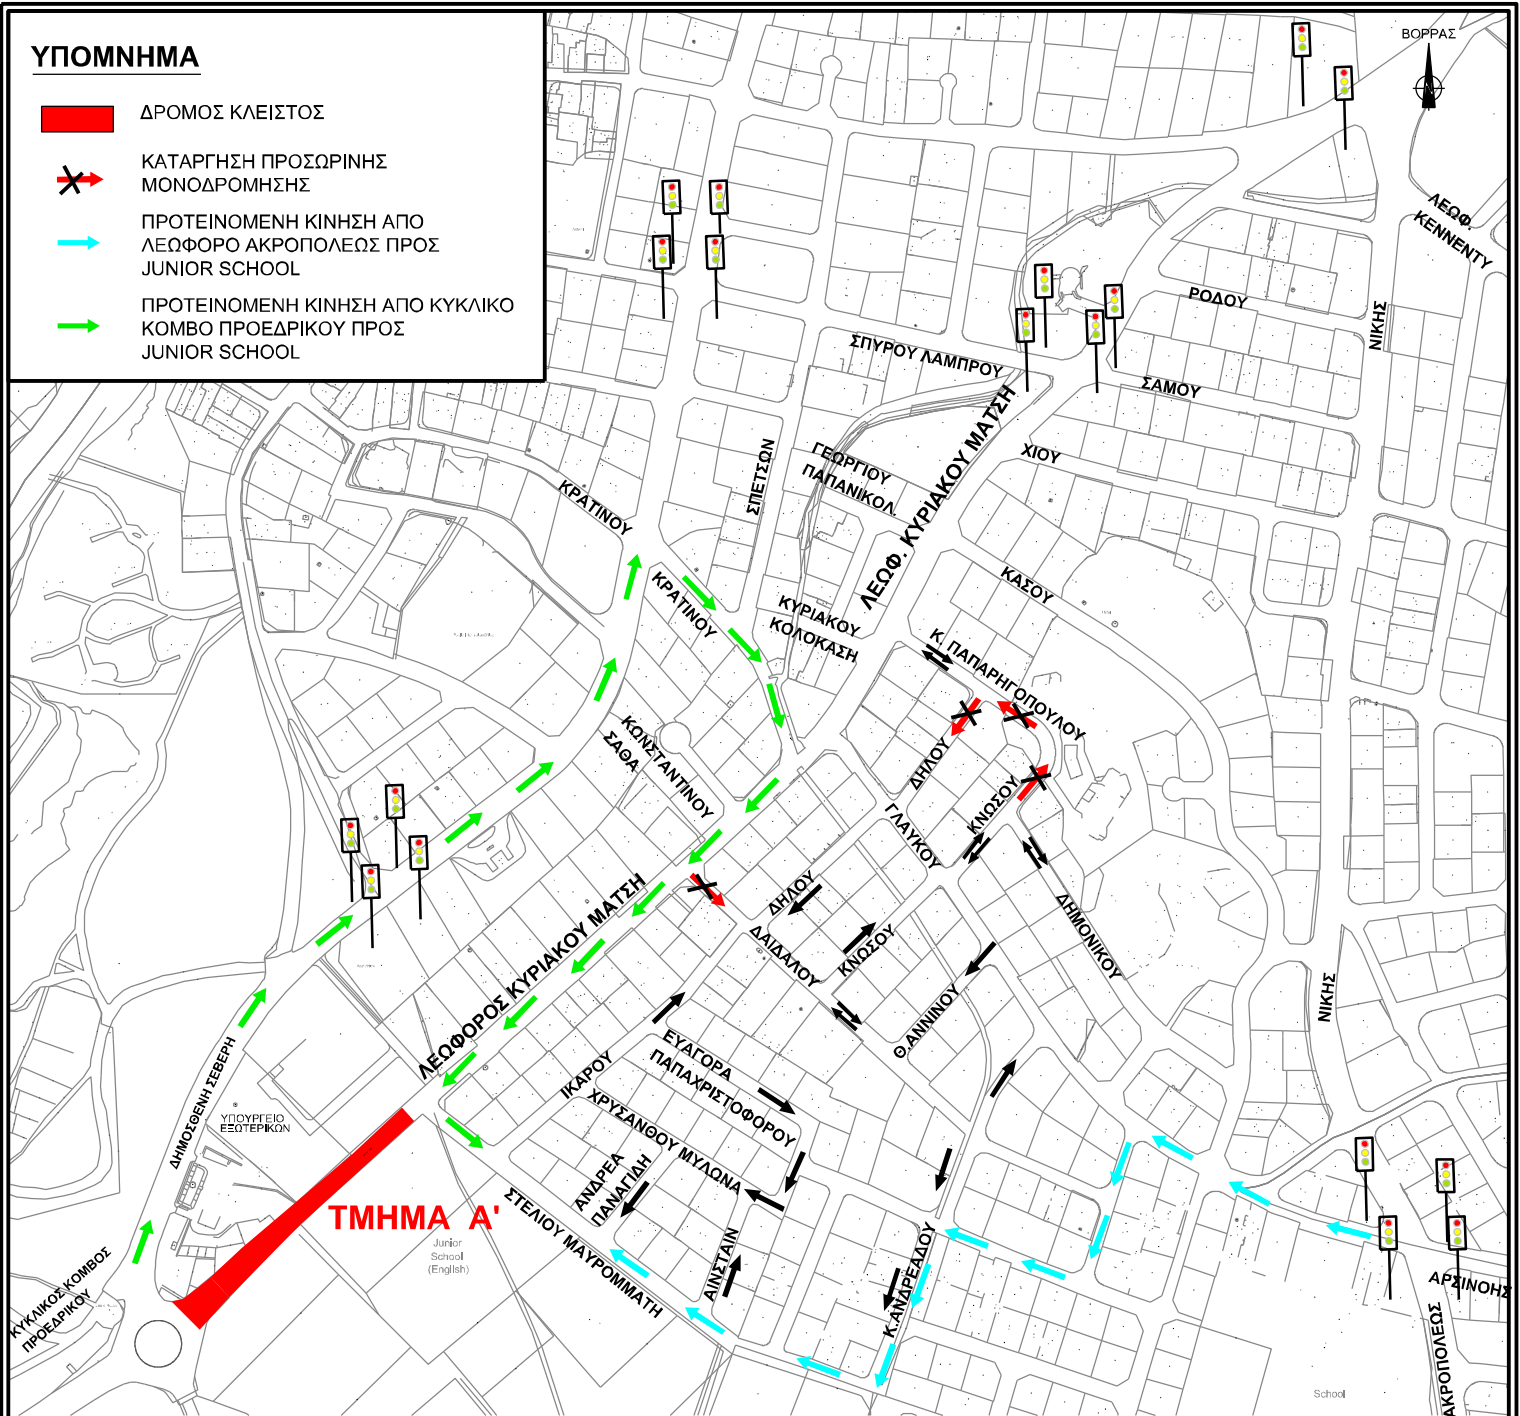 ΥΠΟΜΝΗΜΑ
ΔΡΟΜΟΣ ΚΛΕΙΣΤΟΣ
ΚΑΤΑΡΓΗΣΗ ΠΡΟΣΩΡΙΝΗΣ
ΜΟΝΟΔΡΟΜΗΣΗΣ
ΠΡΟΤΕΙΝΟΜΕΝΗ ΚΙΝΗΣΗ ΑΠΟ
ΛΕΩΦΟΡΟ ΑΚΡΟΠΟΛΕΩΣ ΠΡΟΣ
JUNIOR SCHOOL
ΠΡΟΤΕΙΝΟΜΕΝΗ ΚΙΝΗΣΗ ΑΠΟ ΚΥΚΛΙΚΟ
ΚΟΜΒΟ ΠΡΟΕΔΡΙΚΟΥ ΠΡΟΣ
JUNIOR SCHOOL
ΒΟΡΡΑΣ
ΛΕΩΦ.
ΚΕΝΝΕΝΤΥ
ΡΟΔΟΥ
ΝΙΚΗΣ
ΣΠΥΡΟΥ ΛΑΜΠΡΟΥ
ΣΑΜΟΥ
ΛΕΩΦ. ΚΥΡΙΑΚΟΥ ΜΑΤΣΗ
ΧΙΟΥ
ΓΕΩΡΓΙΟΥ
ΠΑΠΑΝΙΚΟΛ.
ΣΠΕΤΣΩΝ
ΚΡΑΤΙΝΟΥ
ΚΡΑΤΙΝΟΥ
ΚΑΣΟΥ
ΚΥΡΙΑΚΟΥ
ΚΟΛΟΚΑΣΗ
Κ. ΠΑΠΑΡΗΓΟΠΟΥΛΟΥ
ΚΩΝΣΤΑΝΤΙΝΟΥ
ΣΑΘΑ
ΔΗΛΟΥ
ΚΝΩΣΟΥ
ΓΛΑΥΚΟΥ
ΔΗΛΟΥ
ΔΑΙΔΑΛΟΥ
ΚΝΩΣΟΥ
ΔΗΜΟΝΙΚΟΥ
ΝΙΚΗΣ
Θ.ΑΝΝΙΝΟΥ
ΛΕΩΦΟΡΟΣ ΚΥΡΙΑΚΟΥ ΜΑΤΣΗ
ΙΚΑΡΟΥ
ΕΥΑΓΟΡΑ
ΠΑΠΑΧΡΙΣΤΟΦΟΡΟΥ
ΧΡΥΣΑΝΘΟΥ ΜΥΛΩΝΑ
ΔΗΜΟΣΘΕΝΗ ΣΕΒΕΡΗ
ΥΠΟΥΡΓΕΙΟ
ΕΞΩΤΕΡΙΚΩΝ
ΑΝΔΡΕΑ
ΠΑΝΑΓΙΔΗ
ΣΤΕΛΙΟΥ ΜΑΥΡΟΜΜΑΤΗ
ΑΙΝΣΤΑΙΝ
Κ.ΑΝΔΡΕΑΔΟΥ
ΤΜΗΜΑ Α'
Junior
School
(English)
ΚΥΚΛΙΚΟΣ ΚΟΜΒΟΣ
ΠΡΟΕΔΡΙΚΟΥ
ΑΡΣΙΝΟΗΣ
ΑΚΡΟΠΟΛΕΩΣ
School